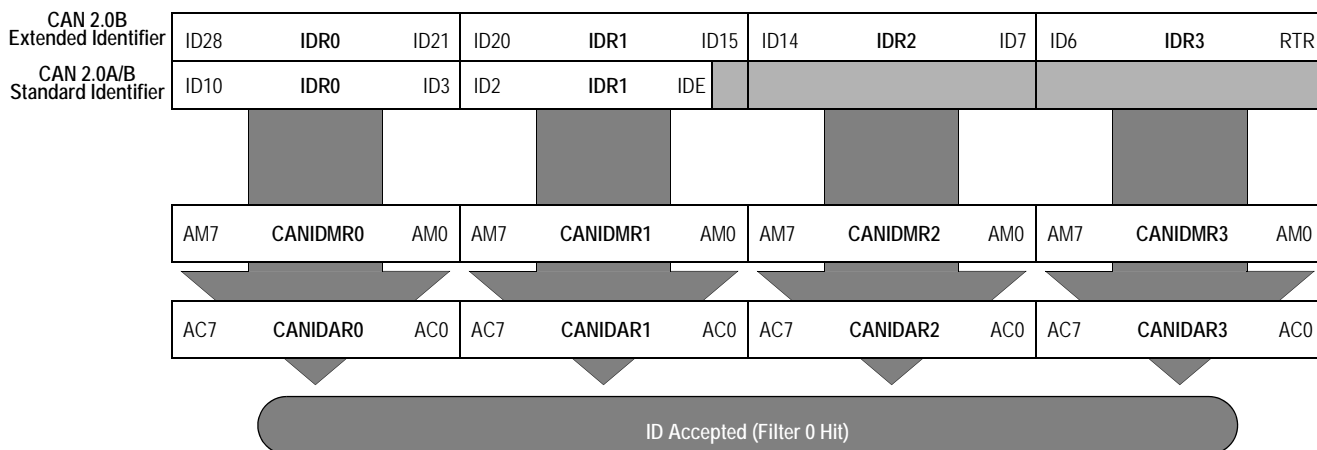 CAN 2.0B
Extended Identifier
ID28 IDR0 ID21 ID20 IDR1 ID15 ID14 IDR2 ID7 ID6 IDR3 RTR
CAN 2.0A/B
Standard Identifier
ID10 IDR0 ID3 ID2 IDR1 IDE
AM7 CANIDMR0 AM0 AM7 CANIDMR1 AM0 AM7 CANIDMR2 AM0 AM7 CANIDMR3 AM0
AC7 CANIDAR0 AC0 AC7 CANIDAR1 AC0 AC7 CANIDAR2 AC0 AC7 CANIDAR3 AC0
ID Accepted (Filter 0 Hit)